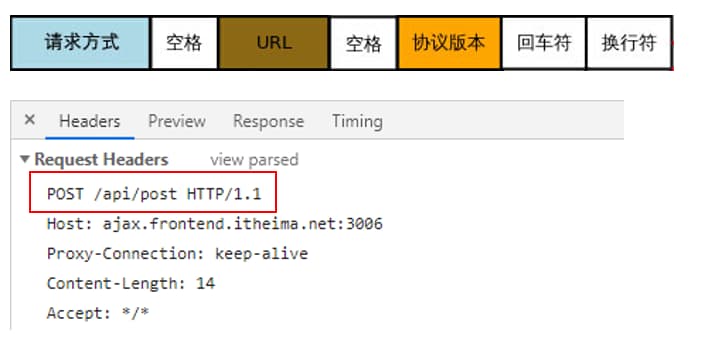 请求方式 空格 URL 空格 协议版本 回车符 换行符
× Headers Preview Response Timing
▼ Request Headers view parsed
POST /api/post HTTP/1.1
Host: ajax.frontend.itheima.net:3006
Proxy-Connection: keep-alive
Content-Length: 14
Accept: */*